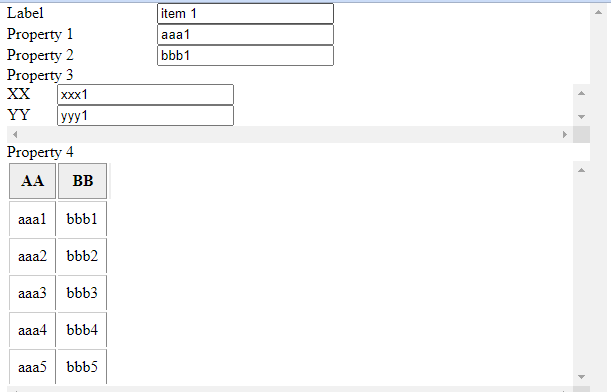 Label item 1
Property 1 aaa1
Property 2 bbb1
Property 3
XX xxx1
YY yyy1
Property 4
AA BB
aaa1 bbb1
aaa2 bbb2
aaa3 bbb3
aaa4 bbb4
aaa5 bbb5